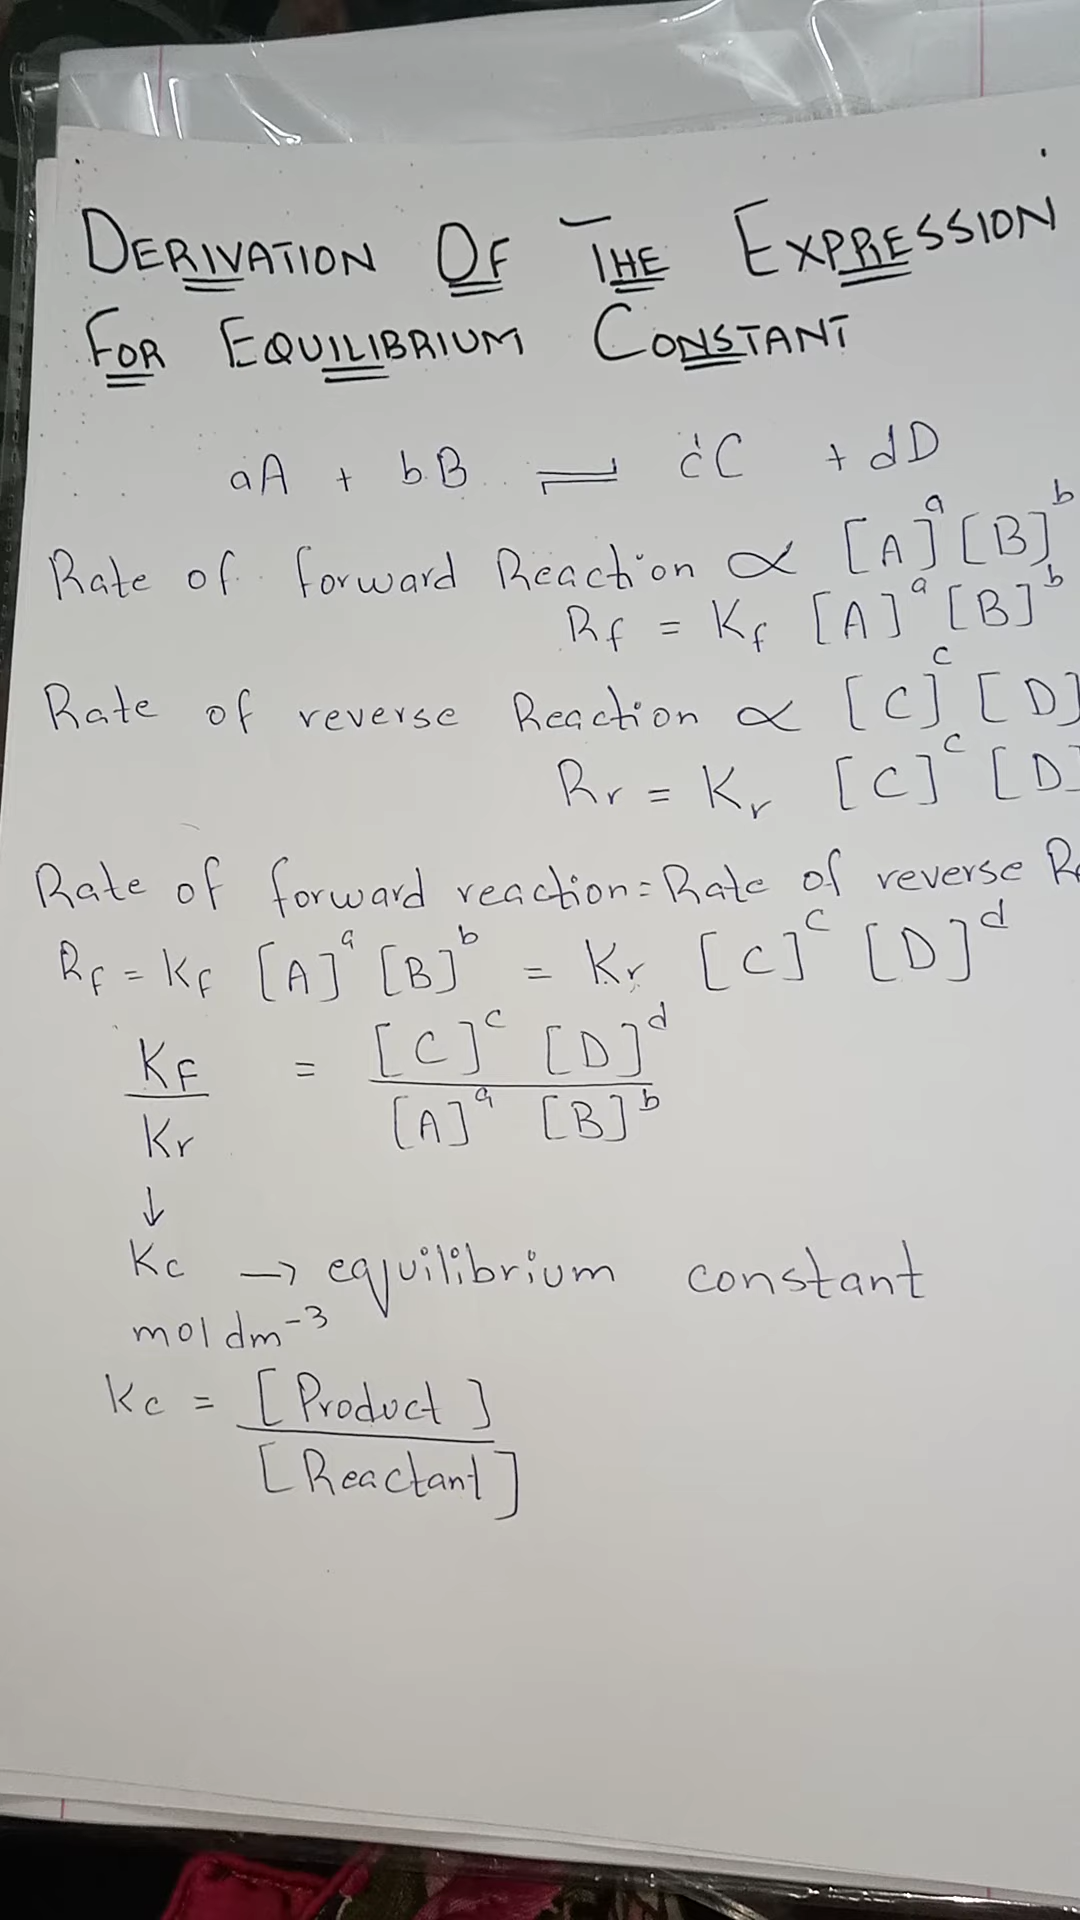 DERIVATION OF THE EXPRESSION
FOR EQUILIBRIUM CONSTANT
aA + bB ⇌ cC + dD
Rate of forward Reaction ∝ [A]^a [B]^b
Rf = Kf [A]^a [B]^b
Rate of reverse Reaction ∝ [C]^c [D]
Rr = Kr [C]^c [D]
Rate of forward reaction = Rate of reverse
Rf = Kf [A]^a [B]^b = Kr [C]^c [D]^d
KF / Kr = [C]^c [D]^d / [A]^a [B]^b
↓
Kc → equilibrium constant
mol dm^-3
Kc = [Product] / [Reactant]